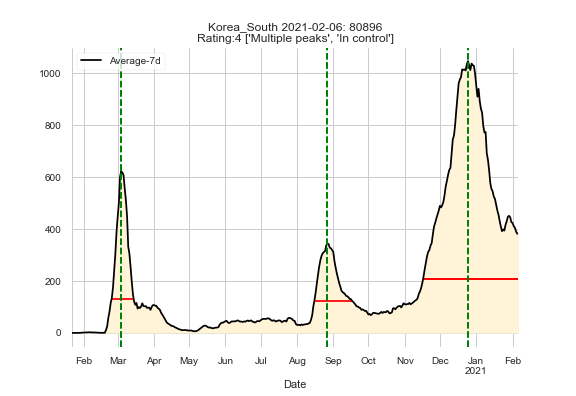 Korea_South 2021-02-06: 80896
Rating:4 ['Multiple peaks', 'In control']
Average-7d
1000
800
600
400
200
0
Feb Mar Apr May Jun Jul Aug Sep Oct Nov Dec Jan Feb
2021
Date